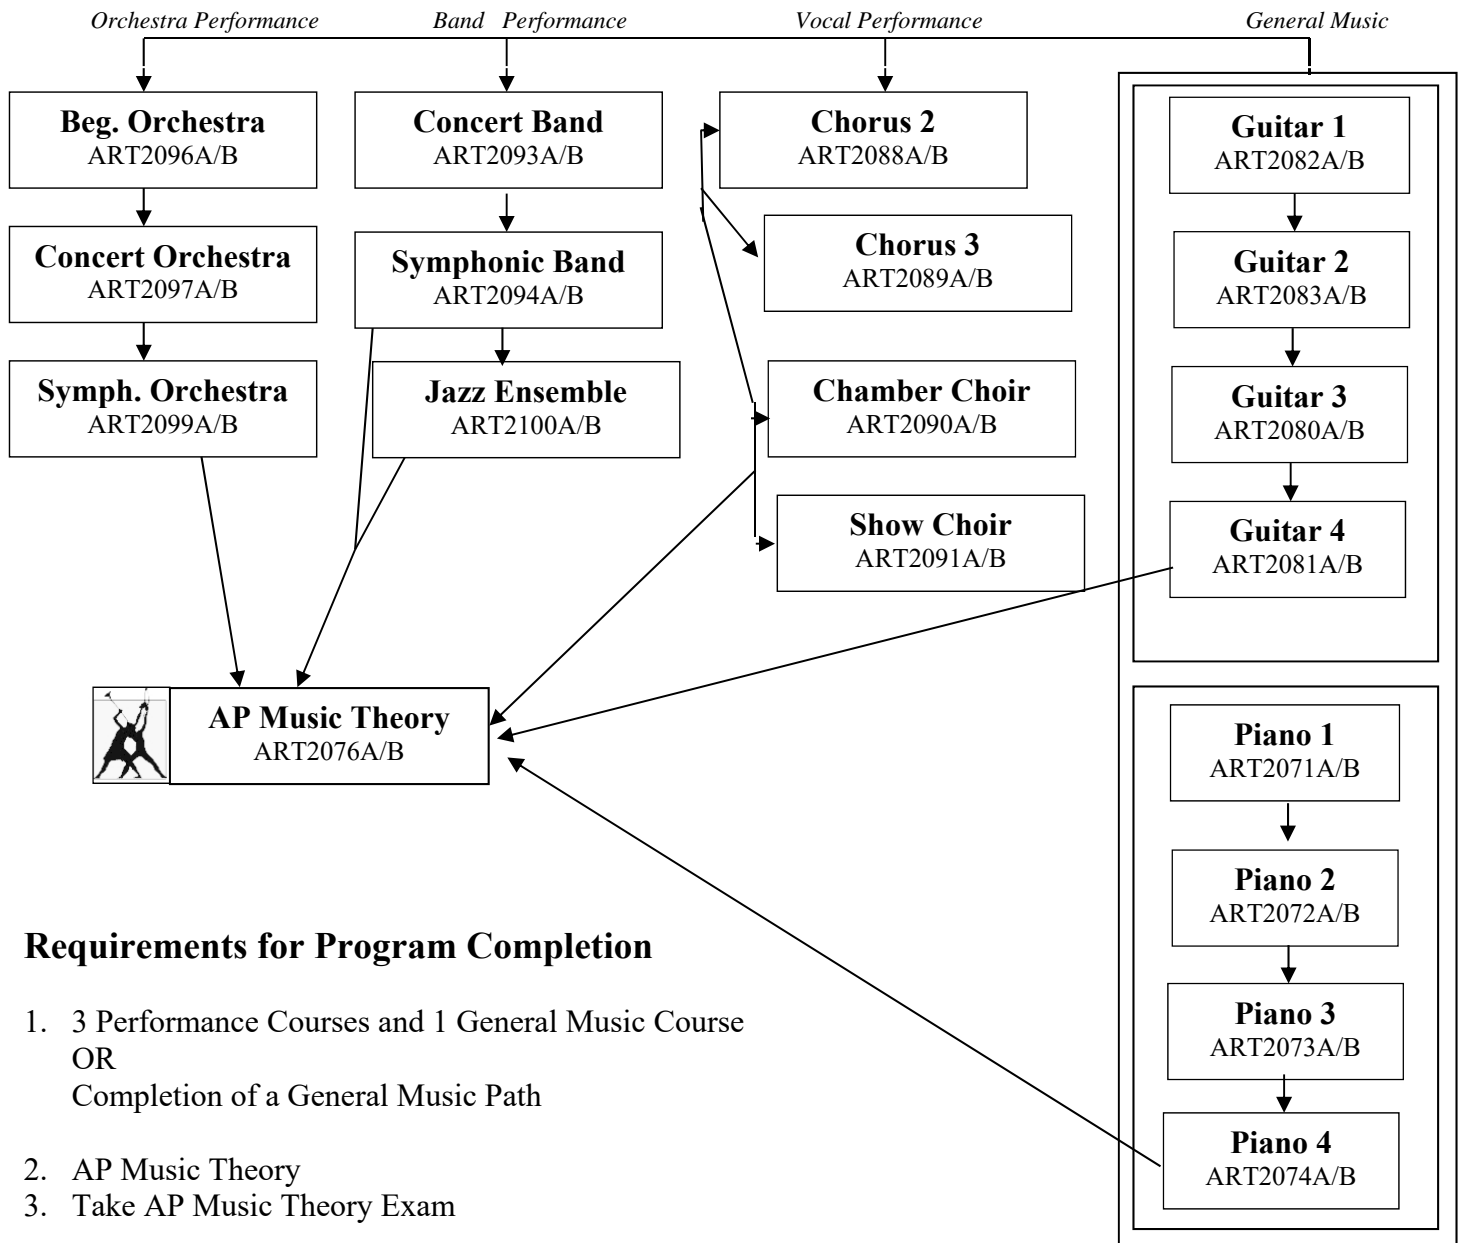 Orchestra Performance
Band Performance
Vocal Performance
General Music
Beg. Orchestra
ART2096A/B
Concert Orchestra
ART2097A/B
Symph. Orchestra
ART2099A/B
Concert Band
ART2093A/B
Symphonic Band
ART2094A/B
Jazz Ensemble
ART2100A/B
Chorus 2
ART2088A/B
Chorus 3
ART2089A/B
Chamber Choir
ART2090A/B
Show Choir
ART2091A/B
Guitar 1
ART2082A/B
Guitar 2
ART2083A/B
Guitar 3
ART2080A/B
Guitar 4
ART2081A/B
AP Music Theory
ART2076A/B
Piano 1
ART2071A/B
Piano 2
ART2072A/B
Piano 3
ART2073A/B
Piano 4
ART2074A/B
Requirements for Program Completion
1. 3 Performance Courses and 1 General Music Course
OR
Completion of a General Music Path
2. AP Music Theory
3. Take AP Music Theory Exam